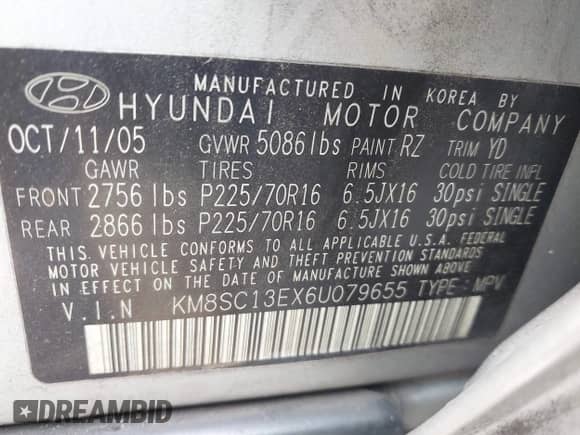 MANUFACTURED IN KOREA BY
HYUNDAI MOTOR COMPANY
OCT/11/05 GVWR 5086lbs PAINT RZ TRIM YD
GAWR TIRES RIMS COLD TIRE INFL
FRONT 2756 lbs P225/70R16 6.5JX16 30psi SINGLE
REAR 2866 lbs P225/70R16 6.5JX16 30psi SINGLE
THIS VEHICLE CONFORMS TO ALL APPLICABLE U.S.A. FEDERAL
MOTOR VEHICLE SAFETY AND THEFT PREVENTION STANDARDS
IN EFFECT ON THE DATE OF MANUFACTURE SHOWN ABOVE
V.I.N KM8SC13EX6U079655 TYPE: MPV
DREAMBID